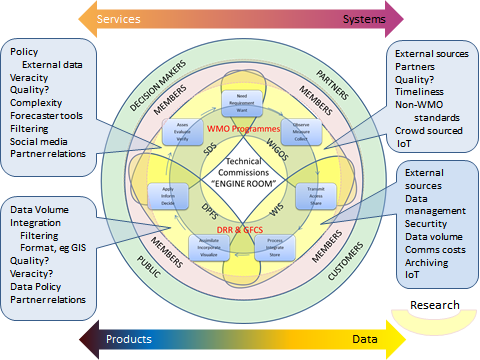 Services
Systems
Policy
External data
Veracity
Quality?
Complexity
Forecaster tools
Filtering
Social media
Partner relations
External sources
Partners
Quality?
Timeliness
Non-WMO
standards
Crowd sourced
IoT
DECISION MAKERS
PARTNERS
MEMBERS
MEMBERS
Need
Requirement
Want
Asses
Evaluate
Verify
WMO Programmes
Observe
Measure
Collect
SDS
WIGOS
Technical
Commissions
“ENGINE ROOM”
Apply
Inform
Decide
Transmit
Access
Share
DPFS
WIS
DRR & GFCS
Assimilate
Incorporate
Visualize
Process,
Integrate
Store
MEMBERS
MEMBERS
PUBLIC
CUSTOMERS
Data Volume
Integration
Filtering
Format, eg GIS
Quality?
Veracity?
Data Policy
Partner relations
External
sources
Data
management
Securtity
Data volume
Comms costs
Archiving
IoT
Research
Products
Data